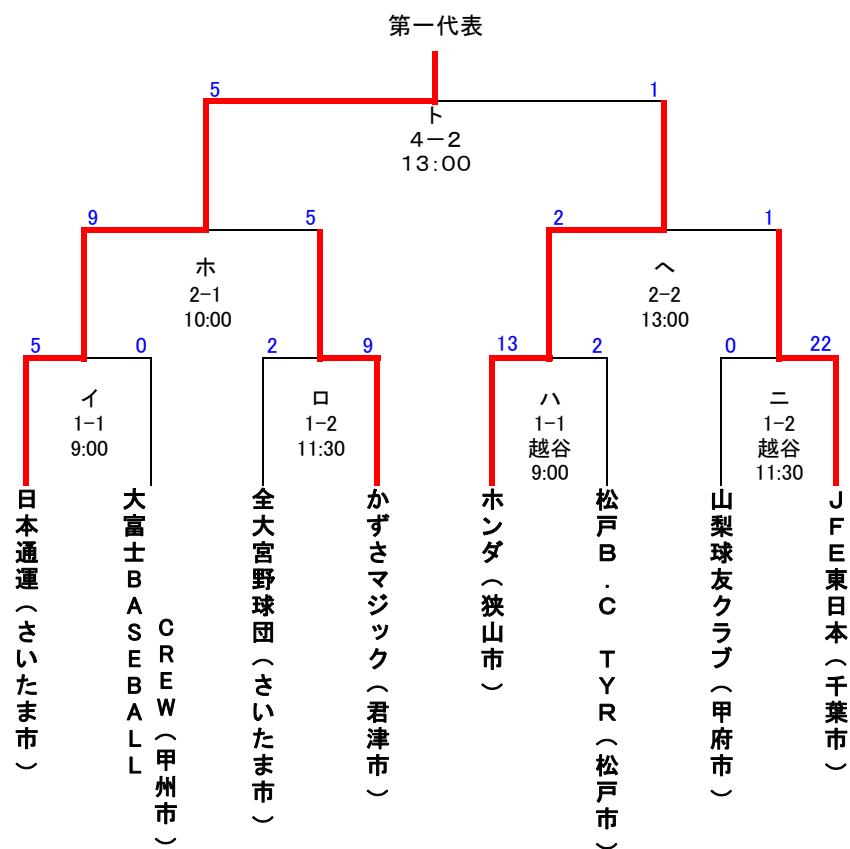 第一代表
5
1
ト
4－2
13：00
9
5
2
1
ホ
2-1
10:00
ヘ
2-2
13:00
5
0
2
9
13
2
0
22
イ
1-1
9:00
ロ
1-2
11:30
ハ
1-1
越谷
9:00
ニ
1-2
越谷
11:30
日本通運（さいたま市）
大富士ＢＡＳＥＢＡＬＬ
ＣＲＥＷ（甲州市）
全大宮野球団（さいたま市）
かずさマジック（君津市）
ホンダ（狭山市）
松戸Ｂ．Ｃ　ＴＹＲ（松戸市）
山梨球友クラブ（甲府市）
ＪＦＥ東日本（千葉市）